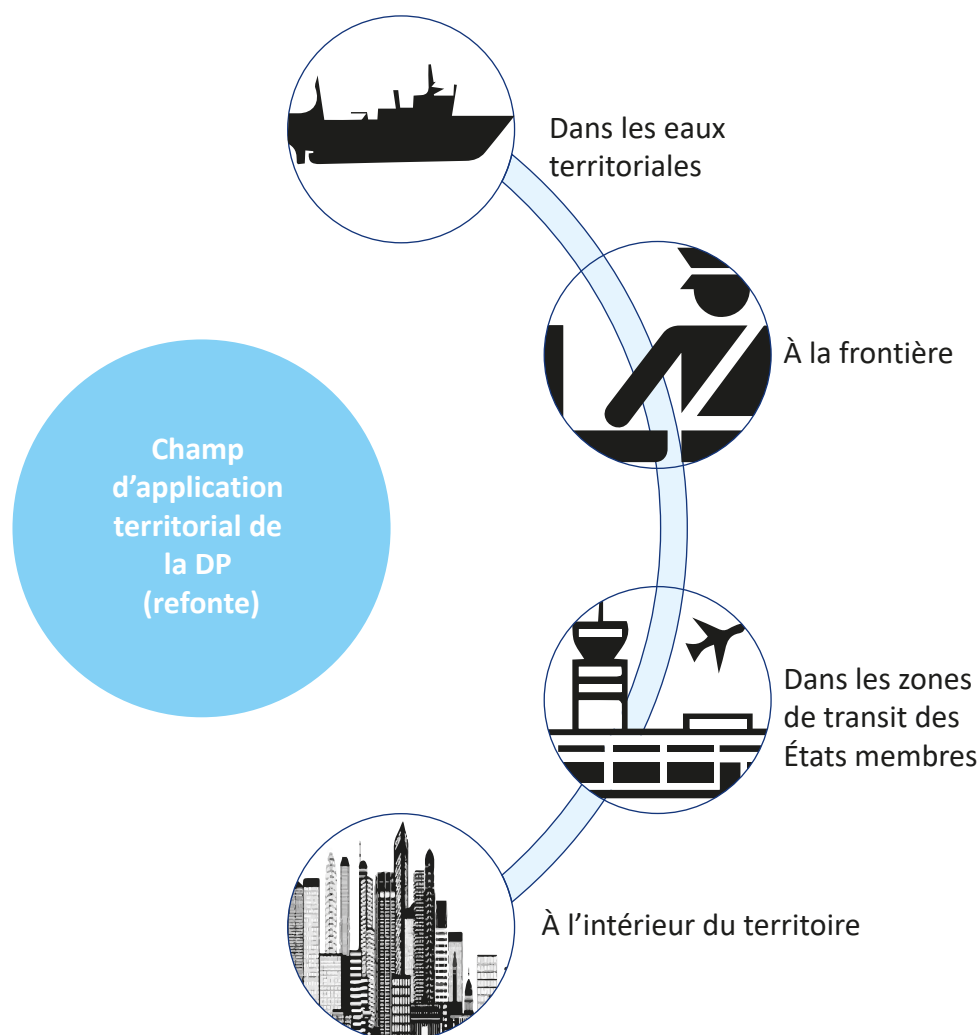 Dans les eaux
territoriales
À la frontière
Champ
d’application
territorial de
la DP
(refonte)
Dans les zones
de transit des
États membres
À l’intérieur du territoire